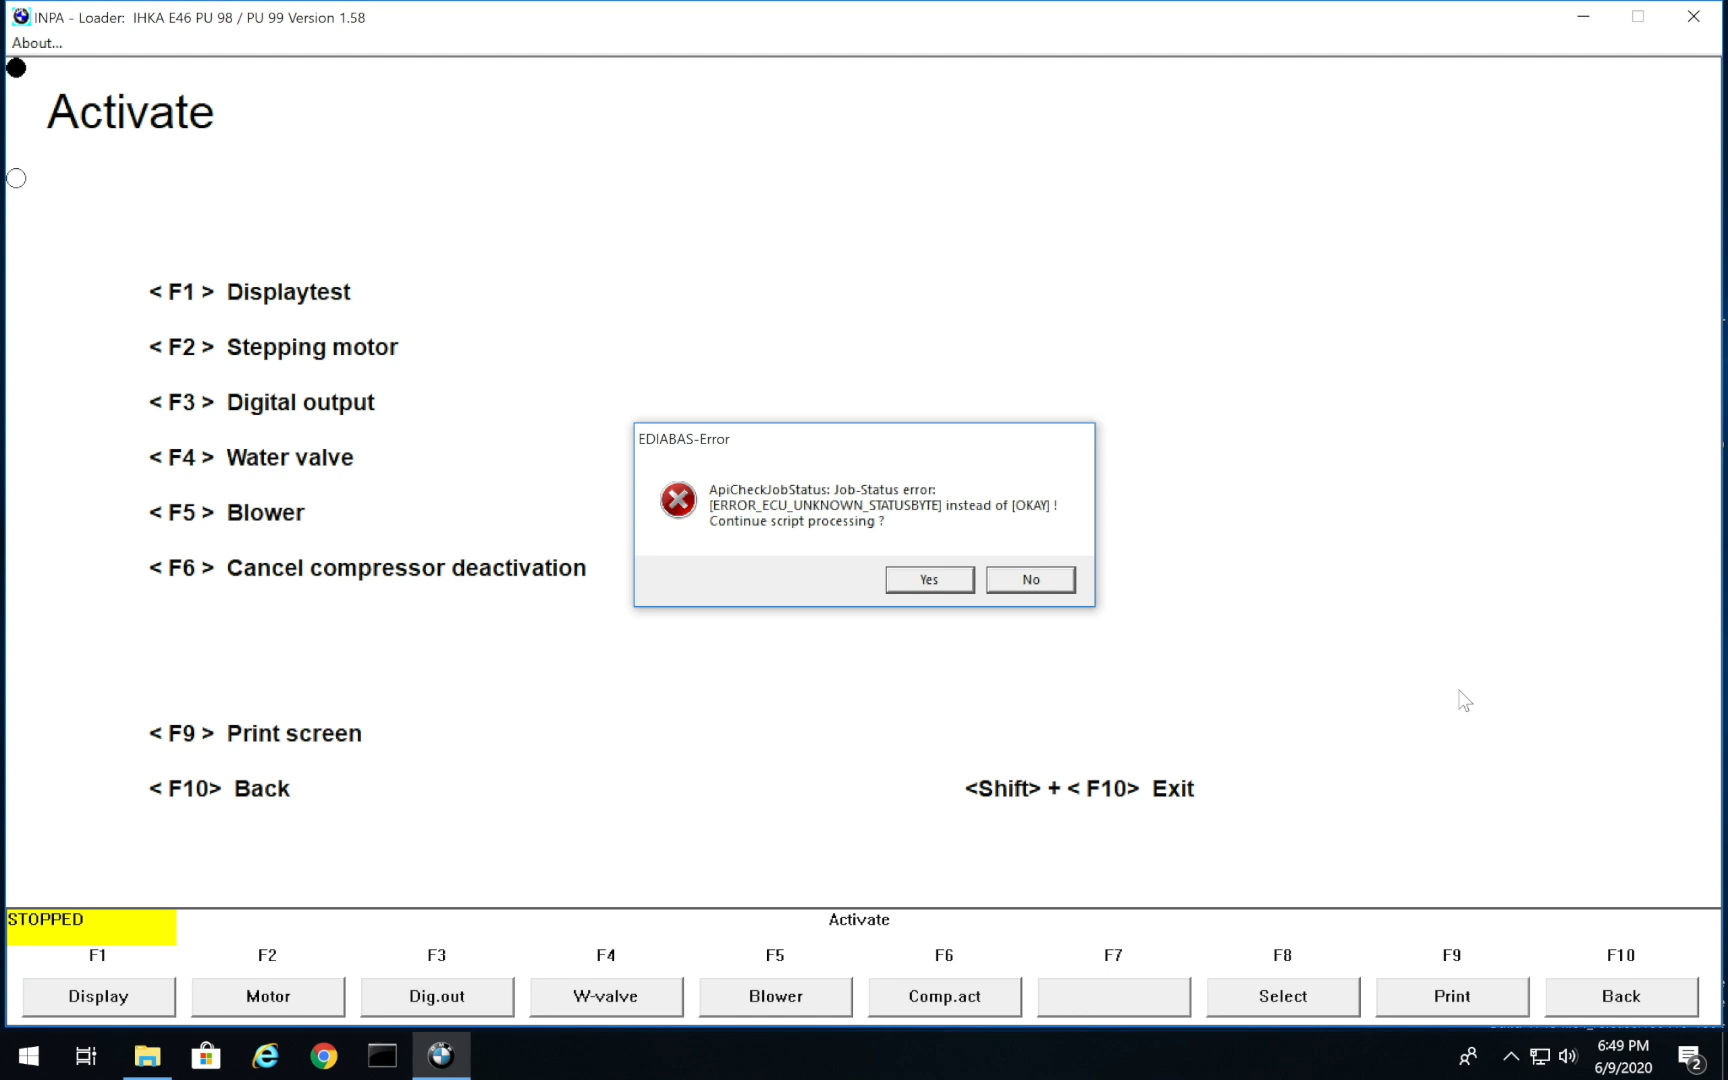 INPA - Loader:  IHKA E46 PU 98 / PU 99 Version 1.58
About...
Activate
< F1 >  Displaytest
< F2 >  Stepping motor
< F3 >  Digital output
< F4 >  Water valve
< F5 >  Blower
< F6 >  Cancel compressor deactivation
EDIABAS-Error
ApiCheckJobStatus: Job-Status error:
[ERROR_ECU_UNKNOWN_STATUSBYTE] instead of [OKAY] !
Continue script processing ?
Yes No
< F9 >  Print screen
< F10>  Back <Shift> + < F10>  Exit
STOPPED Activate
F1 F2 F3 F4 F5 F6 F7 F8 F9 F10
Display Motor Dig.out W-valve Blower Comp.act Select Print Back
6:49 PM
6/9/2020
2